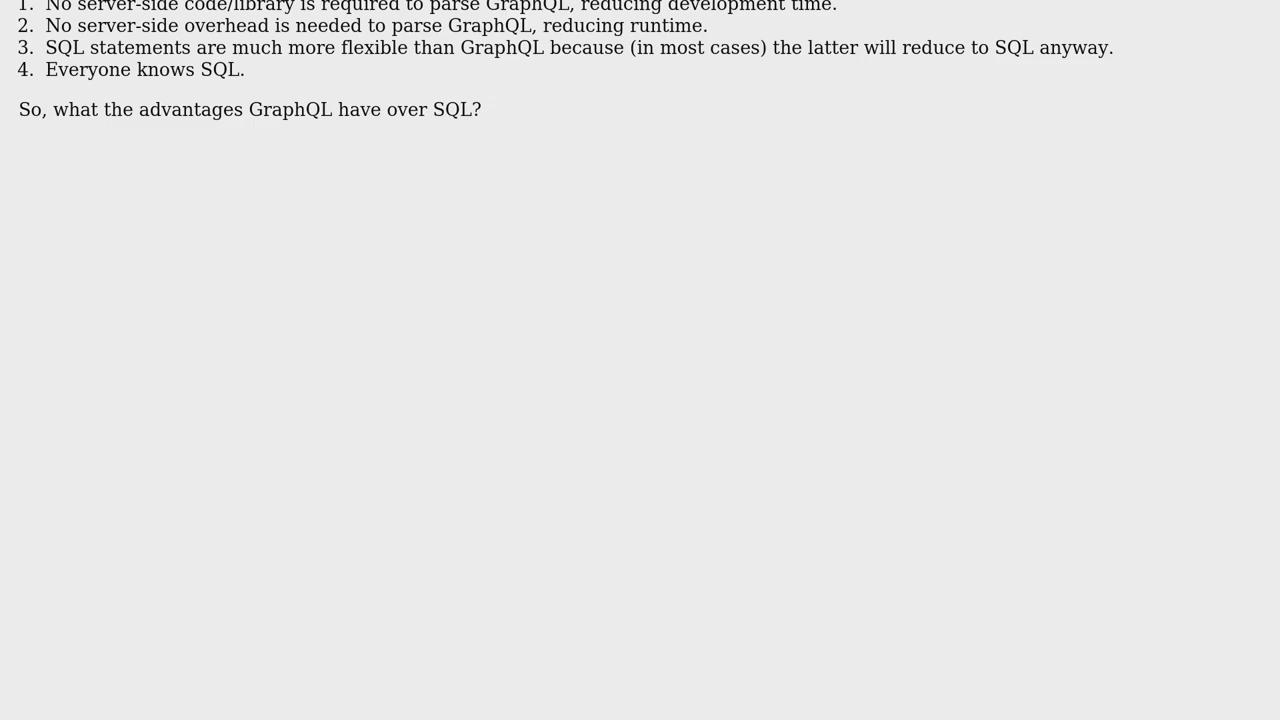 1. No server-side code/library is required to parse GraphQL, reducing development time.
2. No server-side overhead is needed to parse GraphQL, reducing runtime.
3. SQL statements are much more flexible than GraphQL because (in most cases) the latter will reduce to SQL anyway.
4. Everyone knows SQL.
So, what the advantages GraphQL have over SQL?